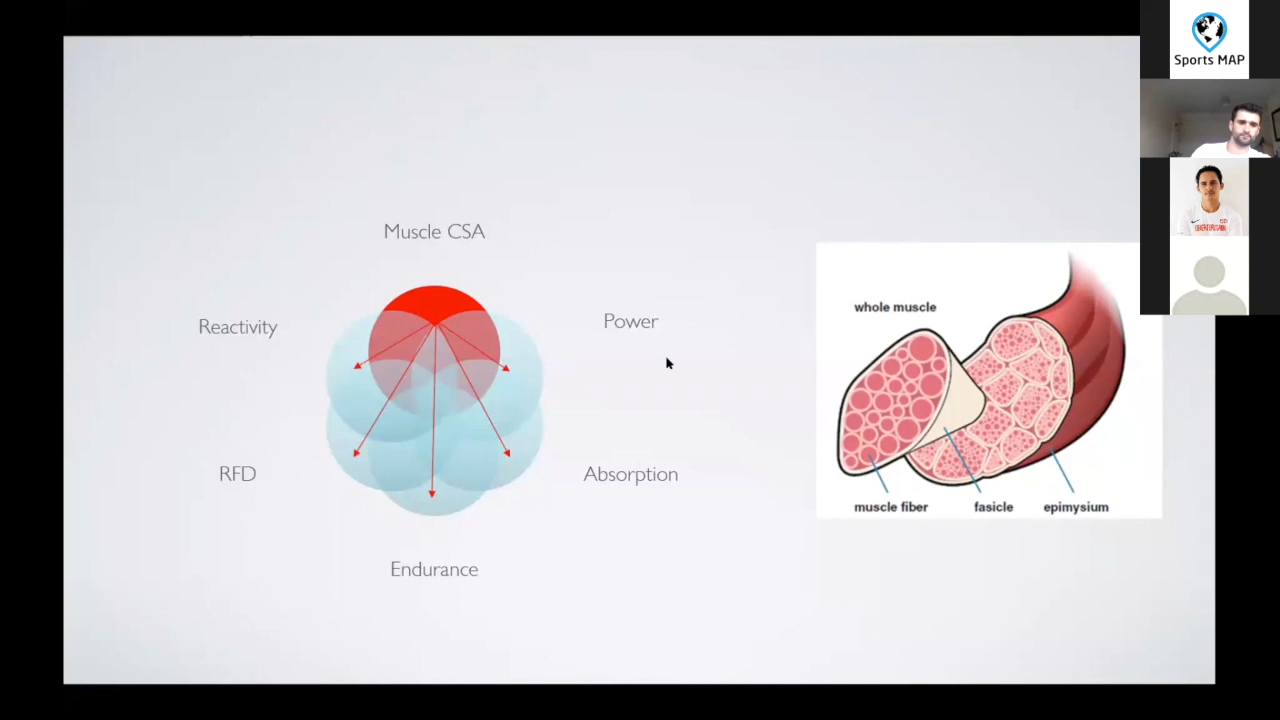 Muscle CSA
Reactivity
Power
RFD
Absorption
Endurance
whole muscle
muscle fiber
fasicle
epimysium
Sports MAP